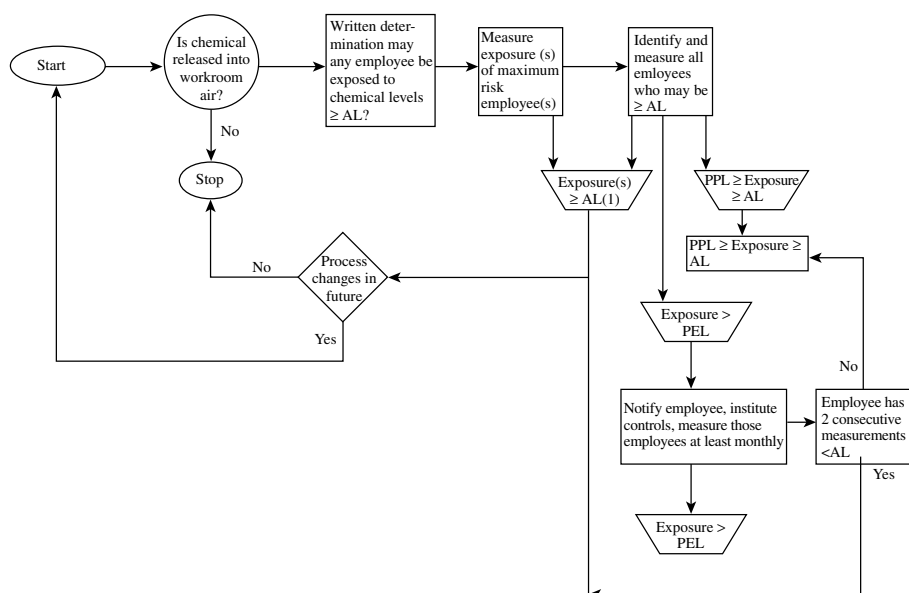 Start
Is chemical
released into
workroom
air?
Written deter-
mination may
any employee be
exposed to
chemical levels
≥ AL?
Measure
exposure (s)
of maximum
risk
employee(s)
Identify and
measure all
emloyees
who may be
≥ AL
No
Stop
Exposure(s)
≥ AL(1)
PPL ≥ Exposure
≥ AL
PPL ≥ Exposure ≥
AL
Process
changes in
future
No
Yes
Exposure >
PEL
No
Notify employee, institute
controls, measure those
employees at least monthly
Employee has
2 consecutive
measurements
<AL
Yes
Exposure >
PEL